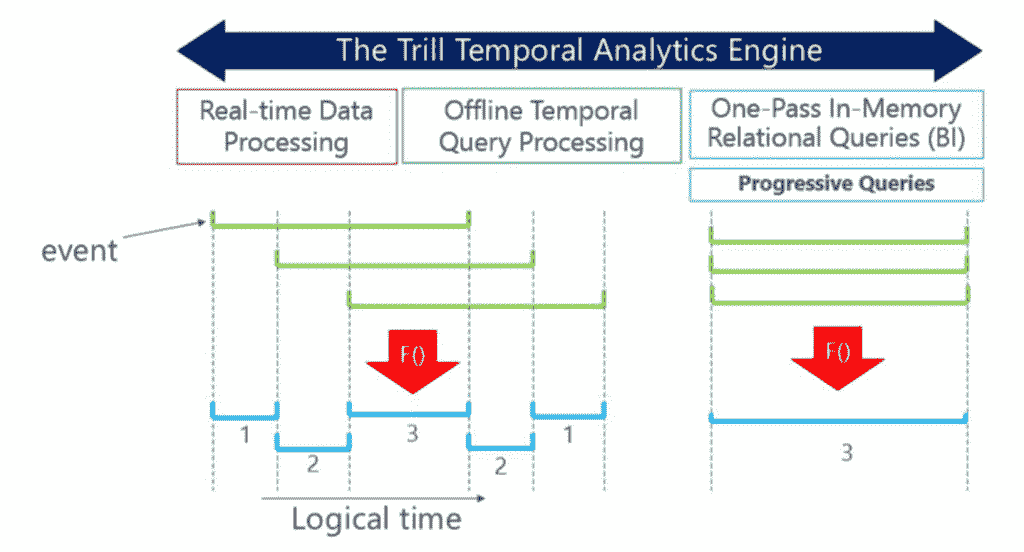 The Trill Temporal Analytics Engine
Real-time Data
Processing
Offline Temporal
Query Processing
One-Pass In-Memory
Relational Queries (BI)
Progressive Queries
event
F()
F()
1
2
3
2
1
3
Logical time